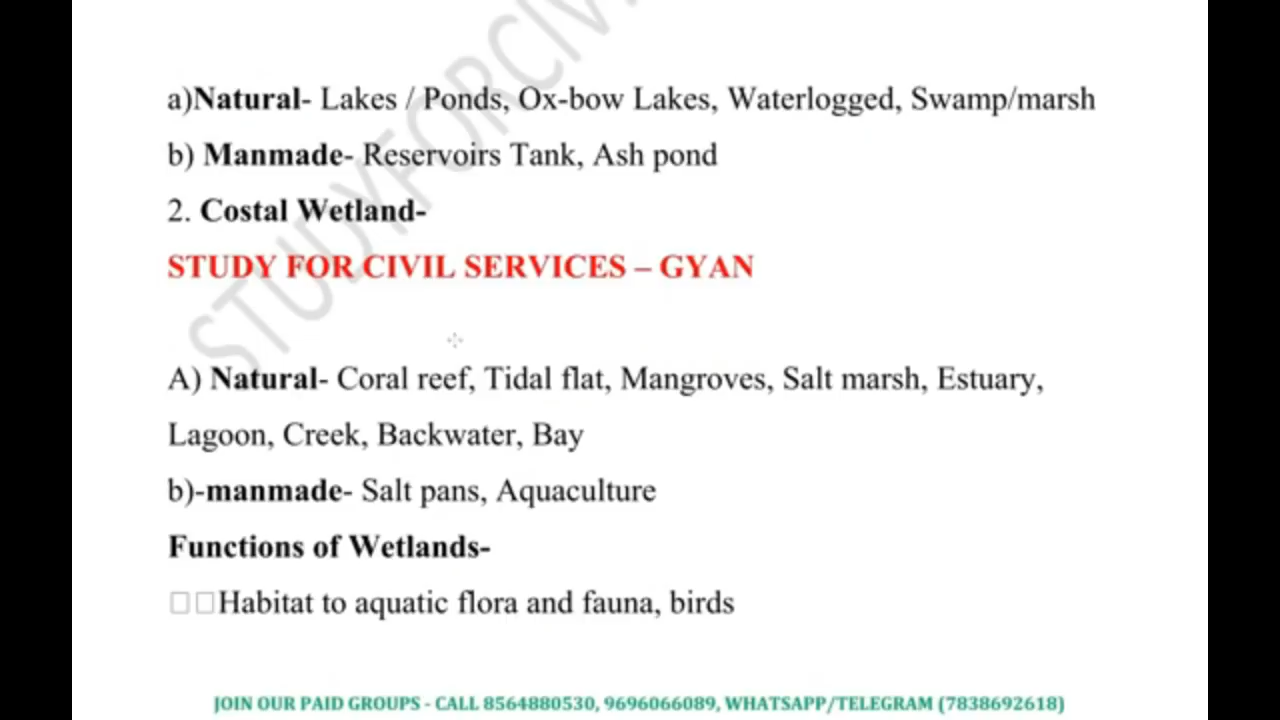 a)Natural- Lakes / Ponds, Ox-bow Lakes, Waterlogged, Swamp/marsh
b) Manmade- Reservoirs Tank, Ash pond
2. Costal Wetland-
STUDY FOR CIVIL SERVICES – GYAN
A) Natural- Coral reef, Tidal flat, Mangroves, Salt marsh, Estuary,
Lagoon, Creek, Backwater, Bay
b)-manmade- Salt pans, Aquaculture
Functions of Wetlands-
Habitat to aquatic flora and fauna, birds
JOIN OUR PAID GROUPS - CALL 8564880530, 9696066089, WHATSAPP/TELEGRAM (7838692618)
STUDYFORCIV